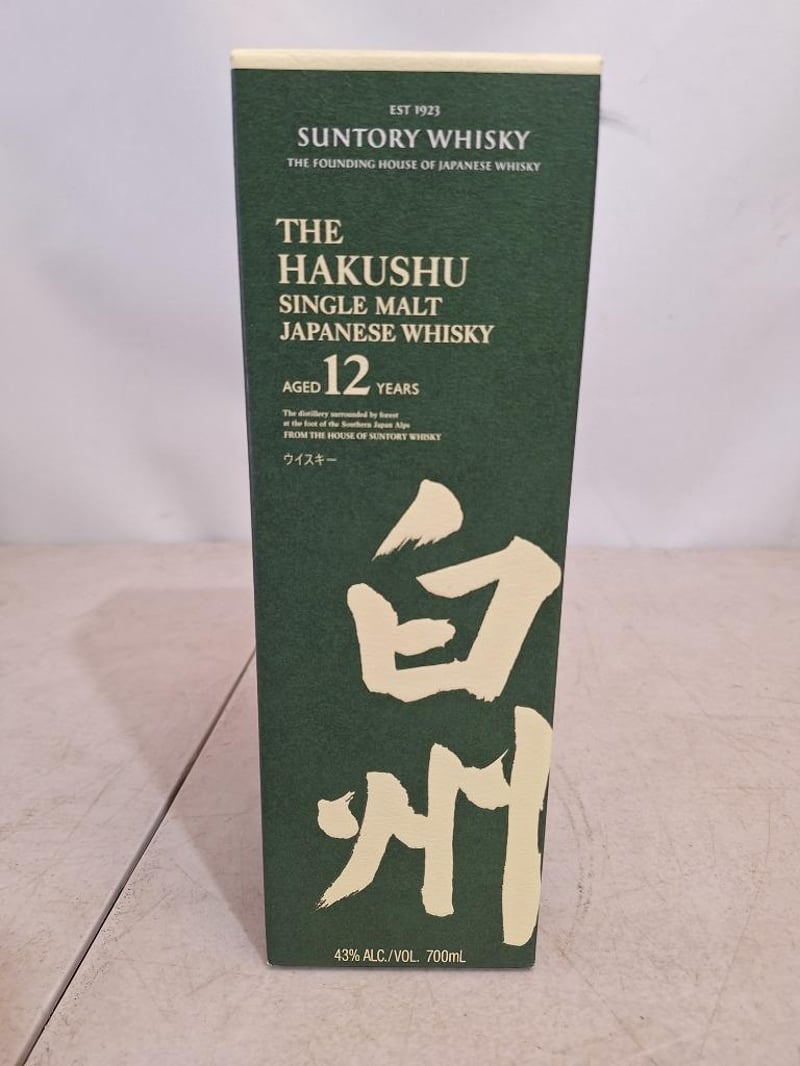 EST 1923
SUNTORY WHISKY
THE FOUNDING HOUSE OF JAPANESE WHISKY
THE
HAKUSHU
SINGLE MALT
JAPANESE WHISKY
AGED 12 YEARS
The distillery surrounded by forest
at the foot of the Southern Japan Alps
FROM THE HOUSE OF SUNTORY WHISKY
ウイスキー
白
州
43% ALC./VOL. 700mL